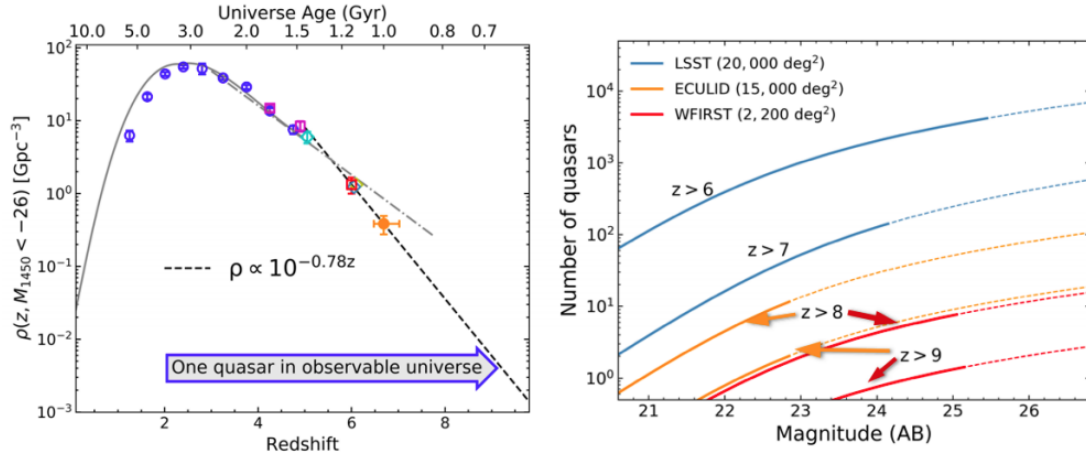 Universe Age (Gyr)
10.0 5.0 3.0 2.0 1.5 1.2 1.0 0.8 0.7
10²
10¹
10⁰
10⁻¹
10⁻²
10⁻³
ρ(z, M₁₄₅₀ < −26) [Gpc⁻³]
ρ ∝ 10⁻⁰·⁷⁸ᶻ
One quasar in observable universe
2 4 6 8
Redshift
Number of quasars
10⁴
10³
10²
10¹
10⁰
LSST (20, 000 deg²)
ECULID (15, 000 deg²)
WFIRST (2, 200 deg²)
z > 6
z > 7
z > 8
z > 9
21 22 23 24 25 26
Magnitude (AB)